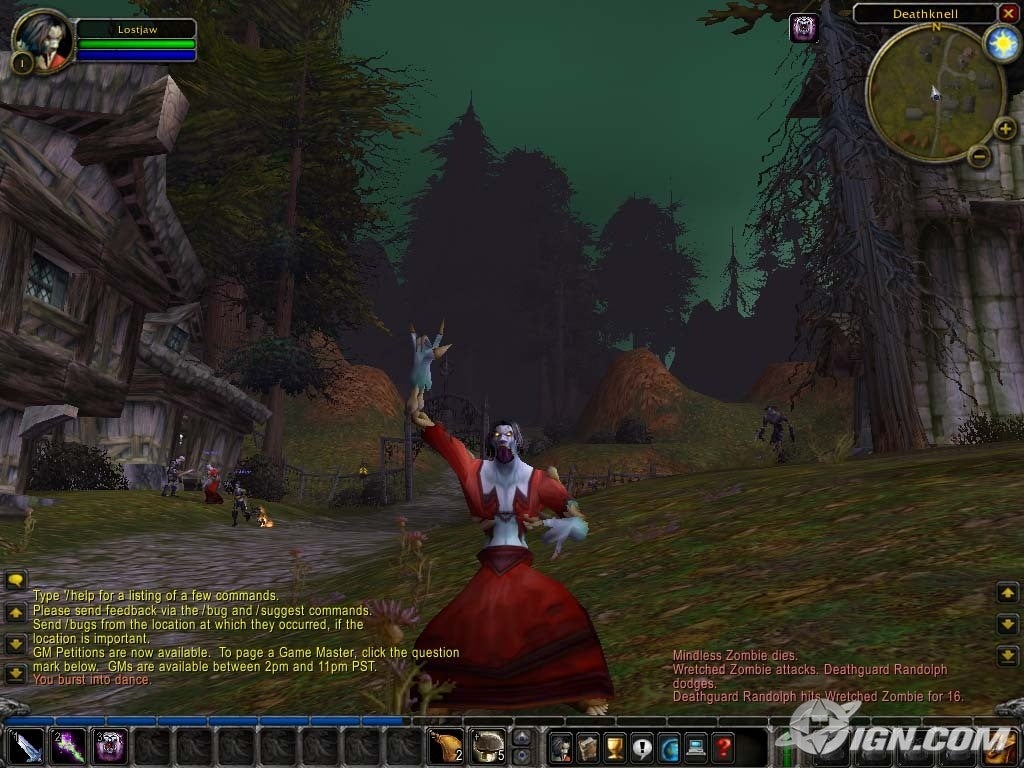 Lostjaw
1
Deathknell
N
Type '/help for a listing of a few commands.
Please send feedback via the /bug and /suggest commands.
Send /bugs from the location at which they occurred, if the
location is important.
GM Petitions are now available.  To page a Game Master, click the question
mark below.  GMs are available between 2pm and 11pm PST.
You burst into dance.
Mindless Zombie dies.
Wretched Zombie attacks. Deathguard Randolph
dodges.
Deathguard Randolph hits Wretched Zombie for 16.
2 3 2 5
IGN.COM